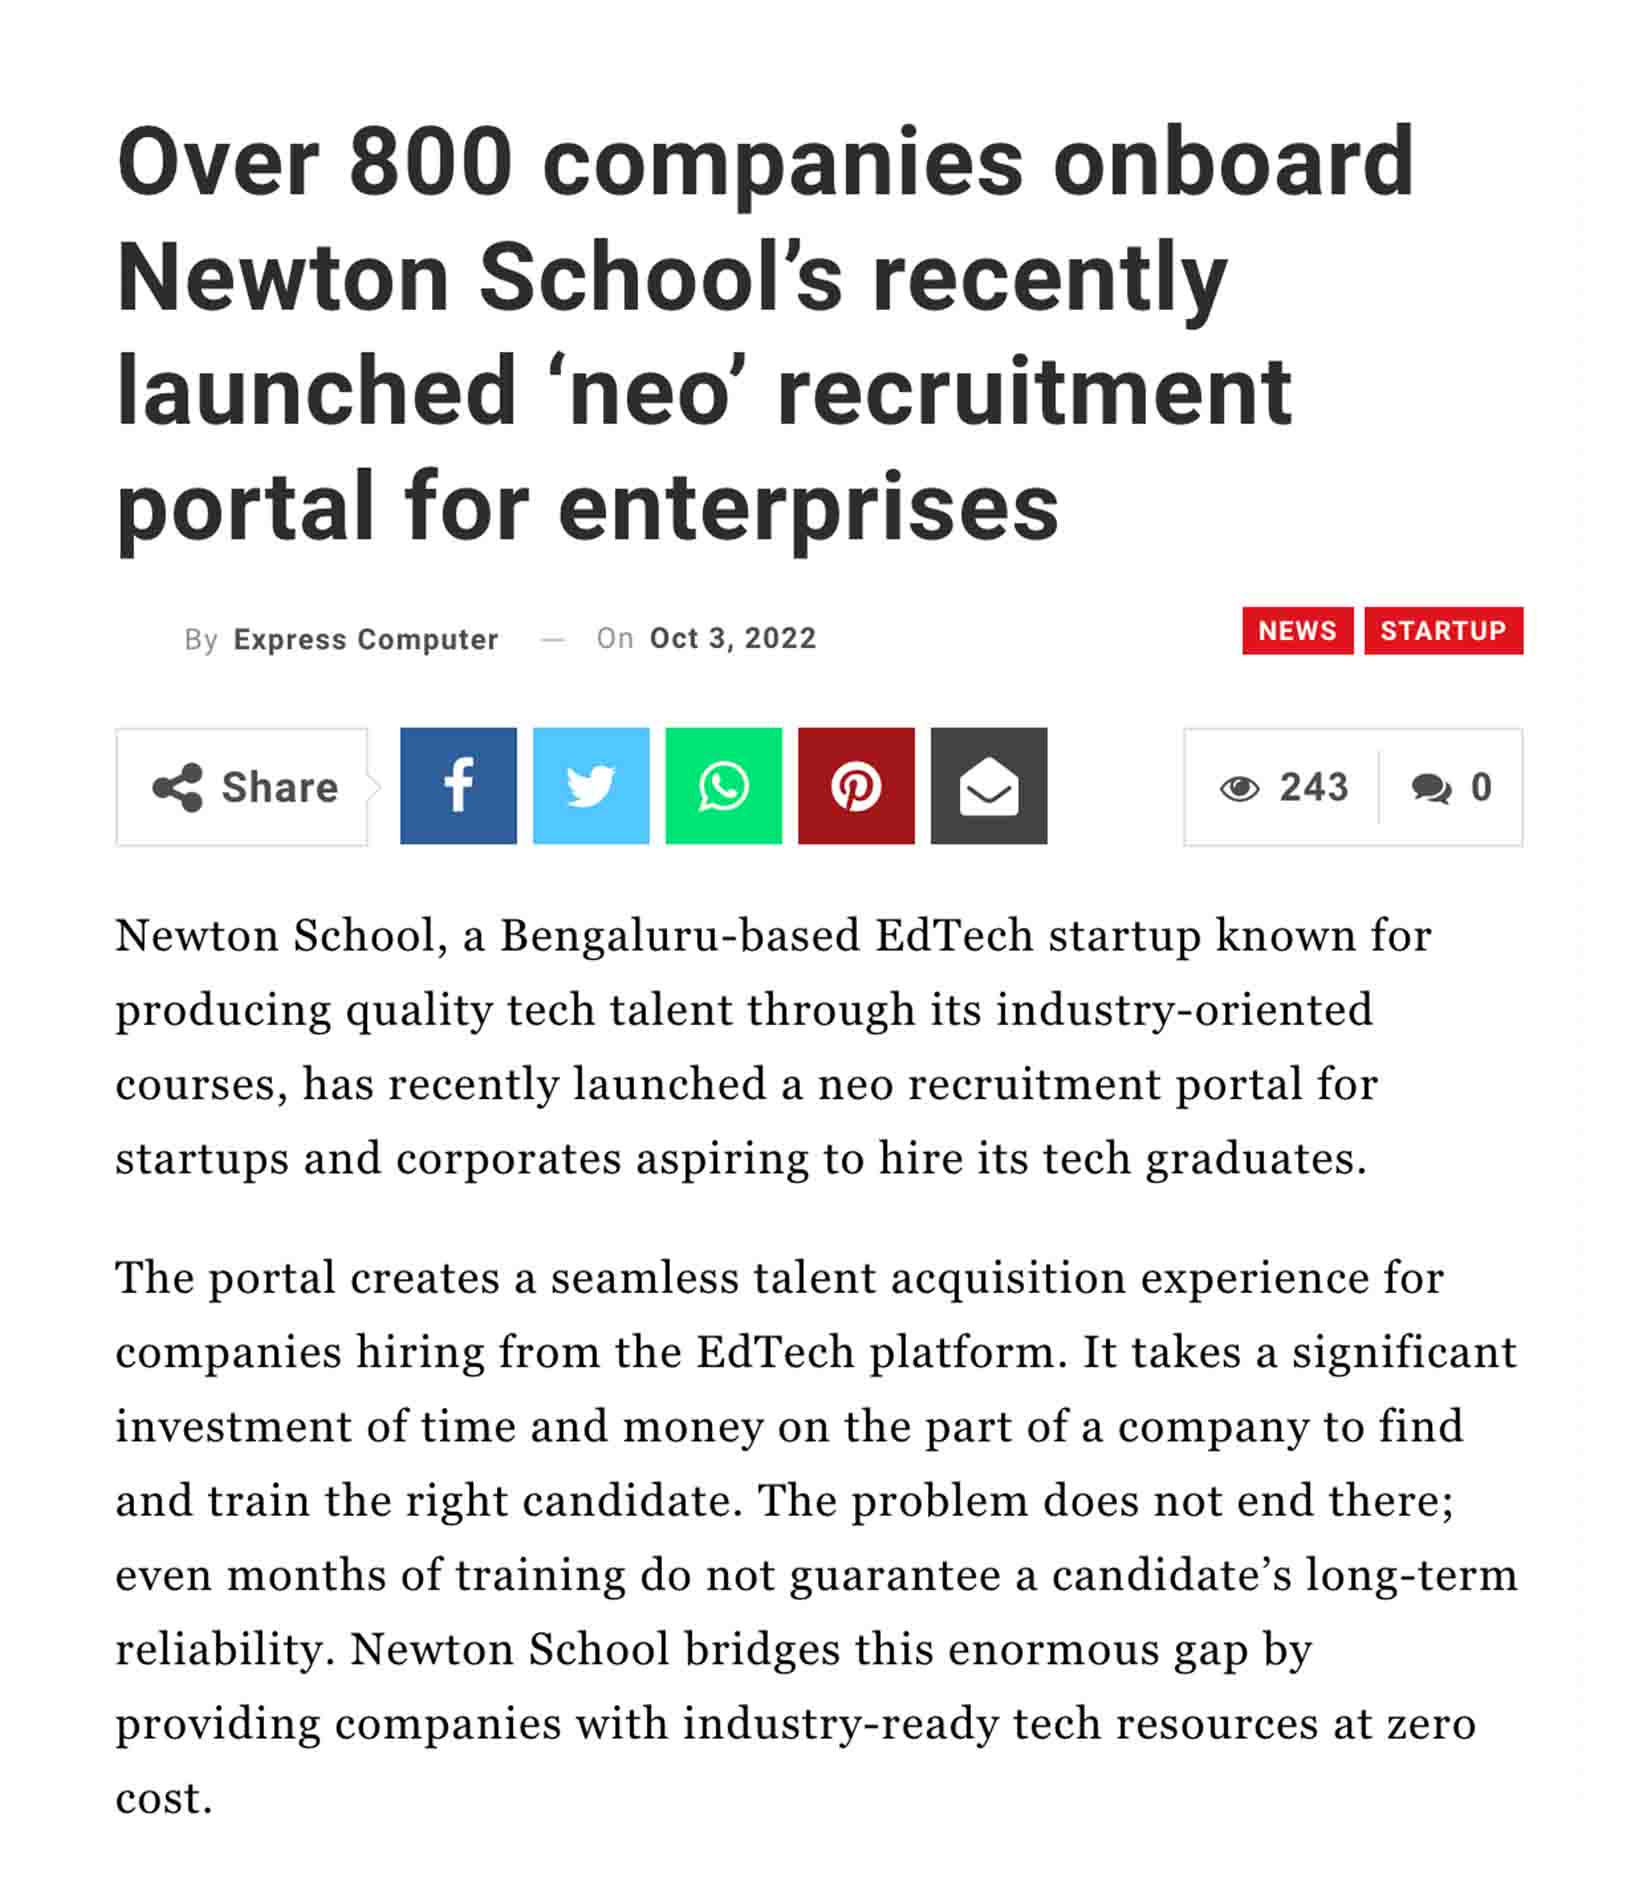 Over 800 companies onboard
Newton School’s recently
launched ‘neo’ recruitment
portal for enterprises
By Express Computer — On Oct 3, 2022
NEWS STARTUP
Share
243 0
Newton School, a Bengaluru-based EdTech startup known for
producing quality tech talent through its industry-oriented
courses, has recently launched a neo recruitment portal for
startups and corporates aspiring to hire its tech graduates.
The portal creates a seamless talent acquisition experience for
companies hiring from the EdTech platform. It takes a significant
investment of time and money on the part of a company to find
and train the right candidate. The problem does not end there;
even months of training do not guarantee a candidate’s long-term
reliability. Newton School bridges this enormous gap by
providing companies with industry-ready tech resources at zero
cost.